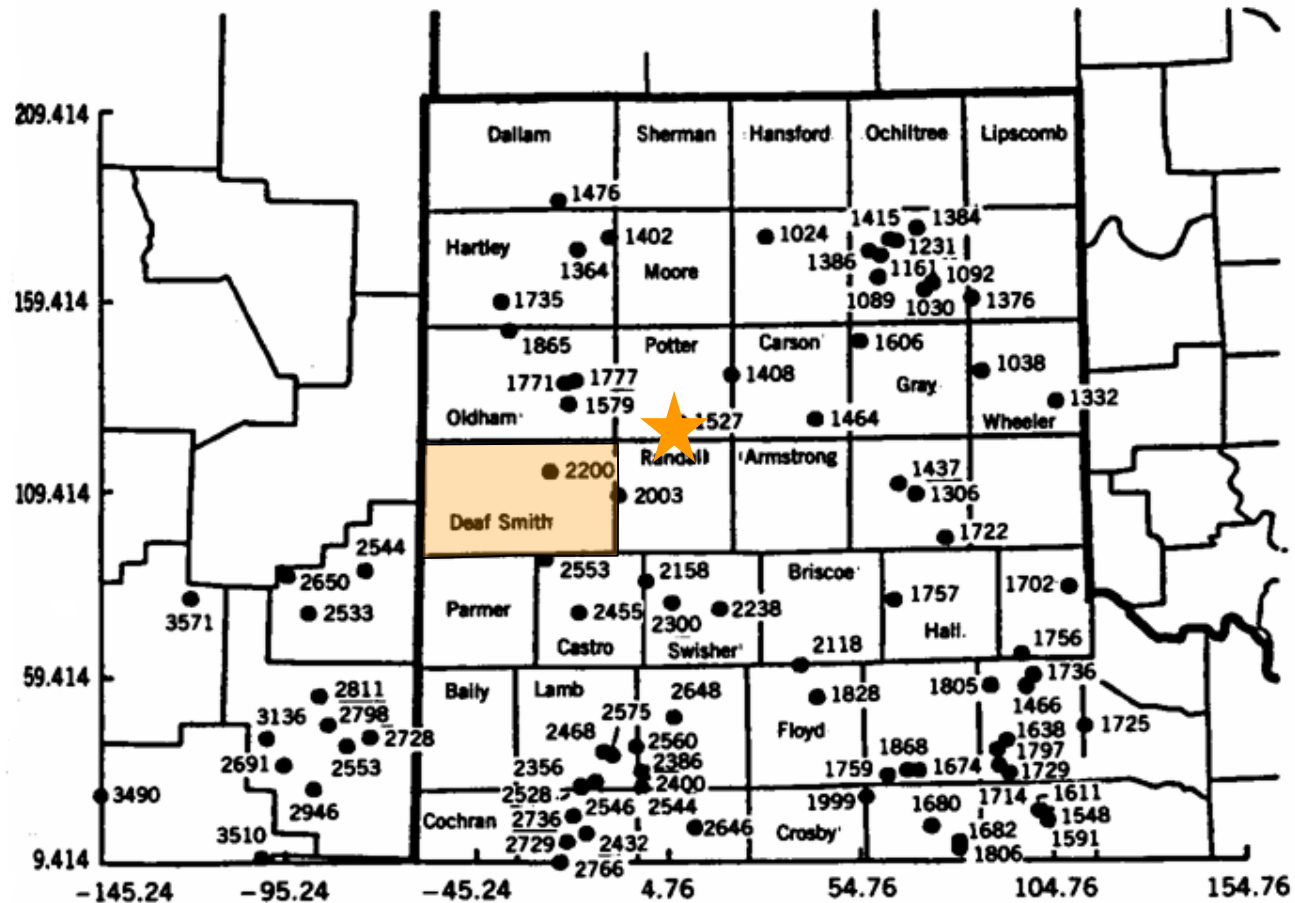 209.414
Dallam Sherman Hansford Ochiltree Lipscomb
1476
1415 1384
Hartley 1402 1024 1231
1364 Moore 1386 1161 1092
159.414 1735 1089 1030 1376
1865 Potter Carson 1606
1771 1777 1408 Gray 1038
1579 1332
Oldham 1527 1464 Wheeler
Randall Armstrong
2200 1437
109.414 2003 1306
Deaf Smith
1722
2544 2553 2158 Briscoe
2650 1702
2533 Parmer 2455 2238 1757
3571 2300 Hall
Castro Swisher 2118 1756
59.414 1736
2811 Baily Lamb 2648 1828 1805
3136 2798 2575 1466 1725
2728 2468 2560 Floyd 1638
2691 2553 2386 1868 1797
2356 2400 1759 1674 1729
3490 2528 2546 2544 1999 1714 1611
2946 2736 1680 1548
3510 Cochran 2646 Crosby 1682 1591
2729 2432 1806
9.414 2766
-145.24 -95.24 -45.24 4.76 54.76 104.76 154.76